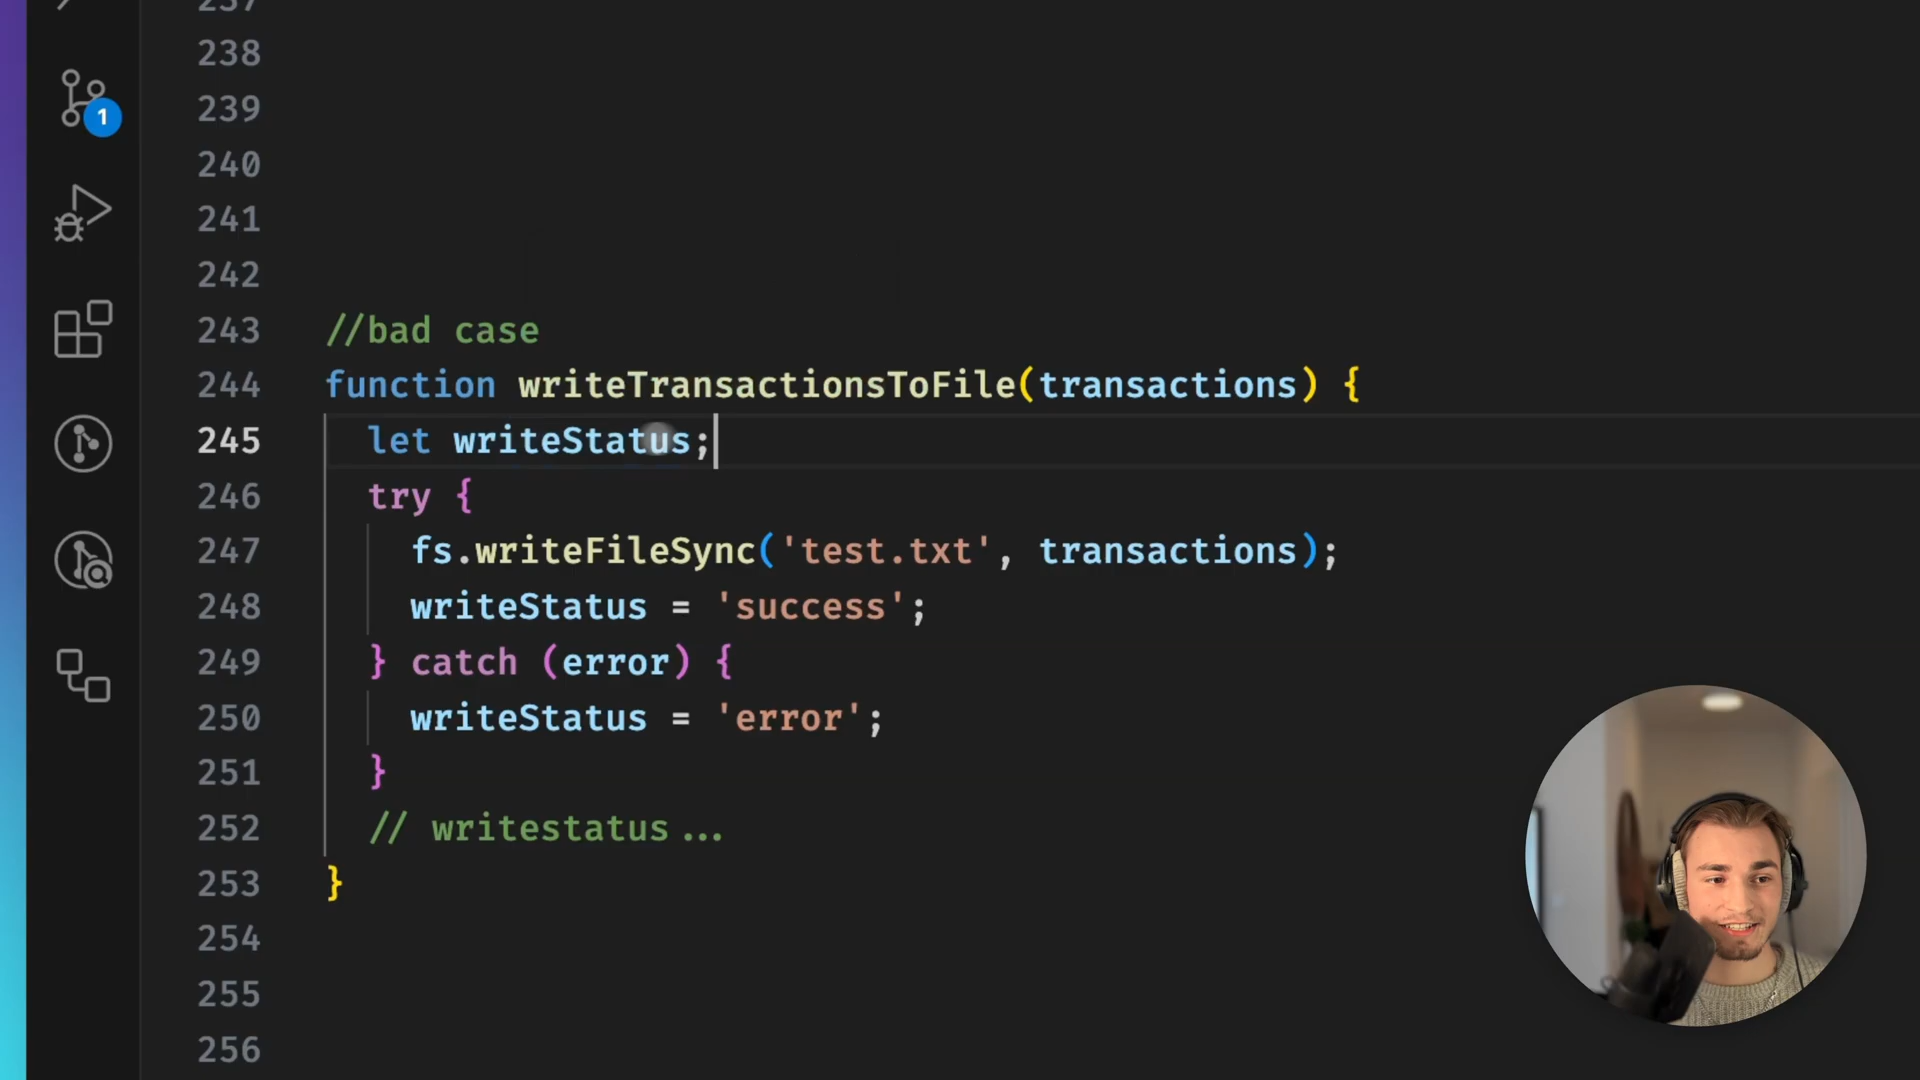 237
238
1
239
240
241
242
243 //bad case
244 function writeTransactionsToFile(transactions) {
245 let writeStatus;
246 try {
247 fs.writeFileSync('test.txt', transactions);
248 writeStatus = 'success';
249 } catch (error) {
250 writeStatus = 'error';
251 }
252 // writestatus...
253 }
254
255
256